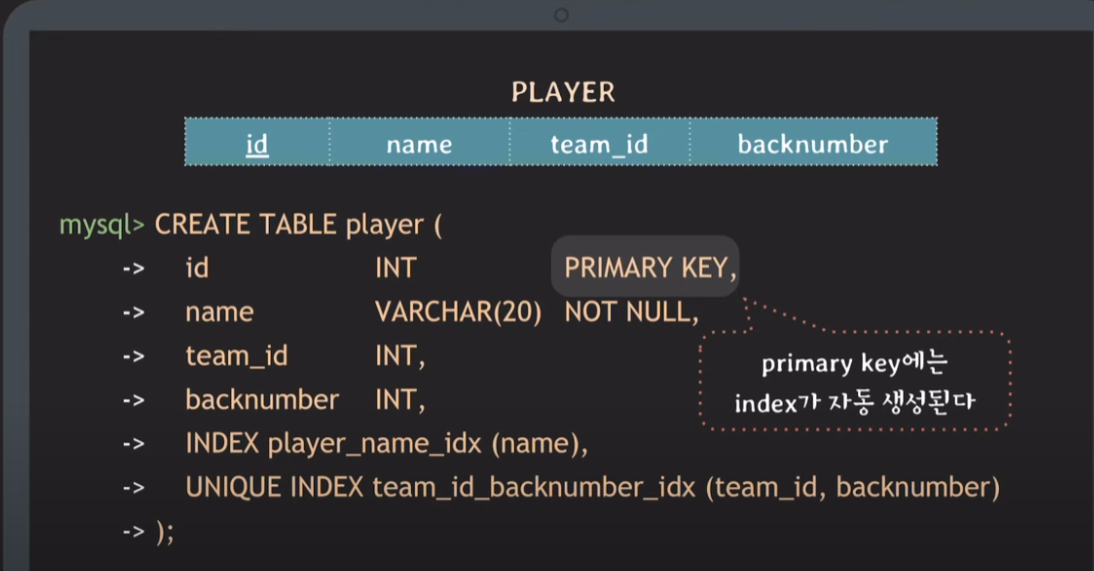 PLAYER
id name team_id backnumber
mysql> CREATE TABLE player (
-> id INT PRIMARY KEY,
-> name VARCHAR(20) NOT NULL,
-> team_id INT,
primary key에는
-> backnumber INT,
index가 자동 생성된다
-> INDEX player_name_idx (name),
-> UNIQUE INDEX team_id_backnumber_idx (team_id, backnumber)
-> );